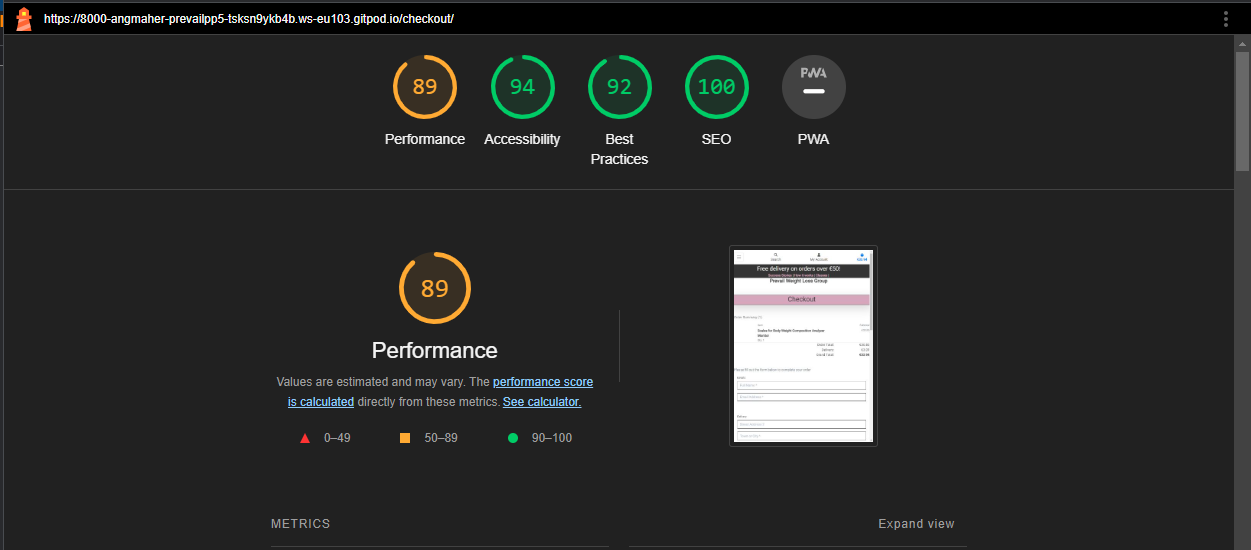 https://8000-angmaher-prevailpp5-tsksn9ykb4b.ws-eu103.gitpod.io/checkout/
89 94 92 100 PWA
Performance Accessibility Best Practices SEO PWA
89
Performance
Values are estimated and may vary. The performance score
is calculated directly from these metrics. See calculator.
0–49 50–89 90–100
Search My Account
Free delivery on orders over €50!
Prevail Weight Loss Group
Checkout
METRICS Expand view